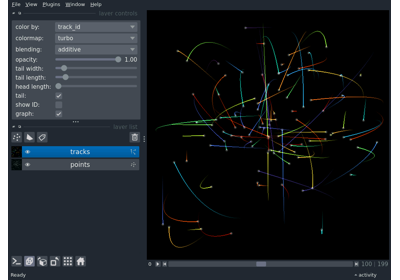 File View Plugins Window Help
layer controls
color by: track_id
colormap: turbo
blending: additive
opacity: 1.00
tail width:
tail length:
head length:
tail:
show ID:
graph:
layer list
tracks
points
100 | 199
Ready
activity